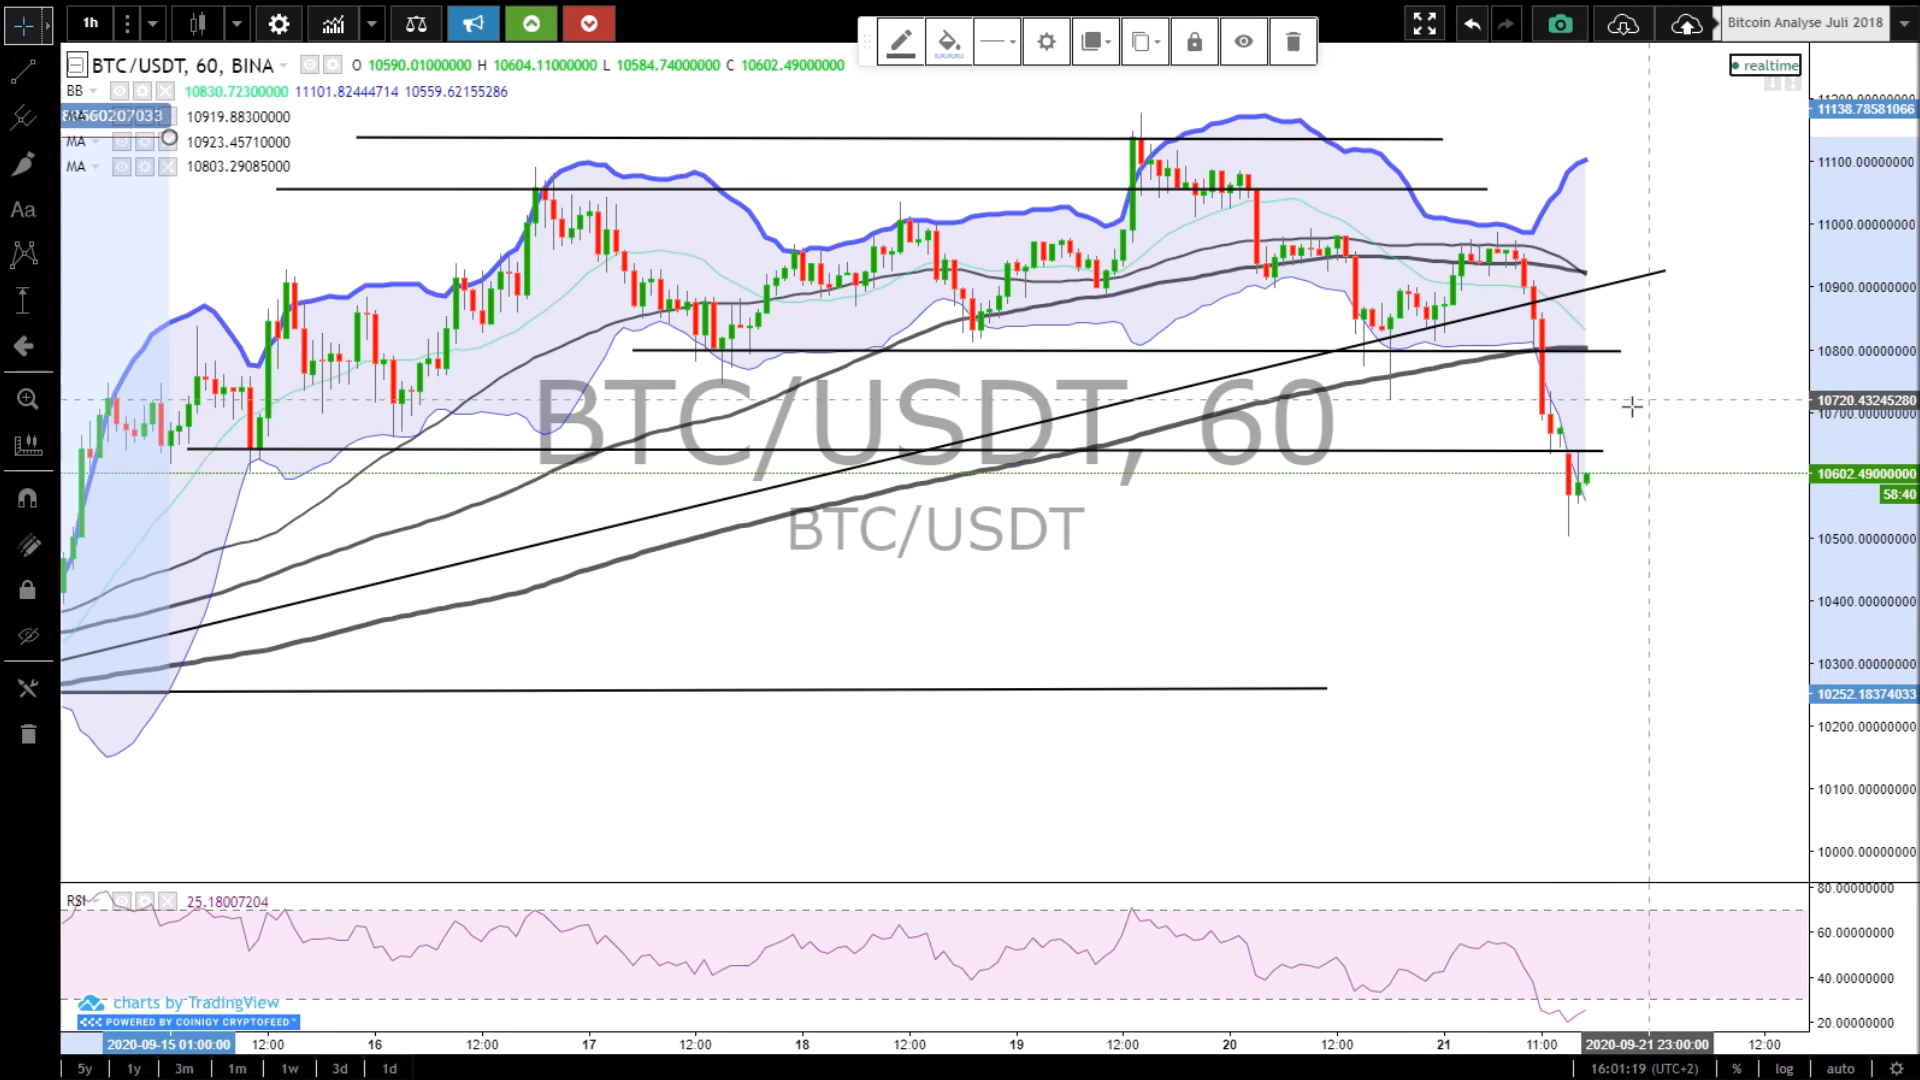 1h
Bitcoin Analyse Juli 2018
BTC/USDT, 60, BINA O 10590.01000000 H 10604.11000000 L 10584.74000000 C 10602.49000000
realtime
BB 10830.72300000 11101.82444714 10559.62155286
10919.88300000
MA 10923.45710000
MA 10803.29085000
Aa
BTC/USDT, 60
BTC/USDT
11138.78581066
11100.00000000
11000.00000000
10900.00000000
10800.00000000
10720.43245280
10700.00000000
10602.49000000
58:40
10500.00000000
10400.00000000
10300.00000000
10252.18374033
10200.00000000
10100.00000000
10000.00000000
RSI 25.18007204
80.00000000
60.00000000
40.00000000
20.00000000
charts by TradingView
POWERED BY COINIGY CRYPTOFEED™
2020-09-15 01:00:00 12:00 16 12:00 17 12:00 18 12:00 19 12:00 20 12:00 21 11:00 2020-09-21 23:00:00 12:00
5y 1y 3m 1m 1w 3d 1d 16:01:19 (UTC+2) % log auto